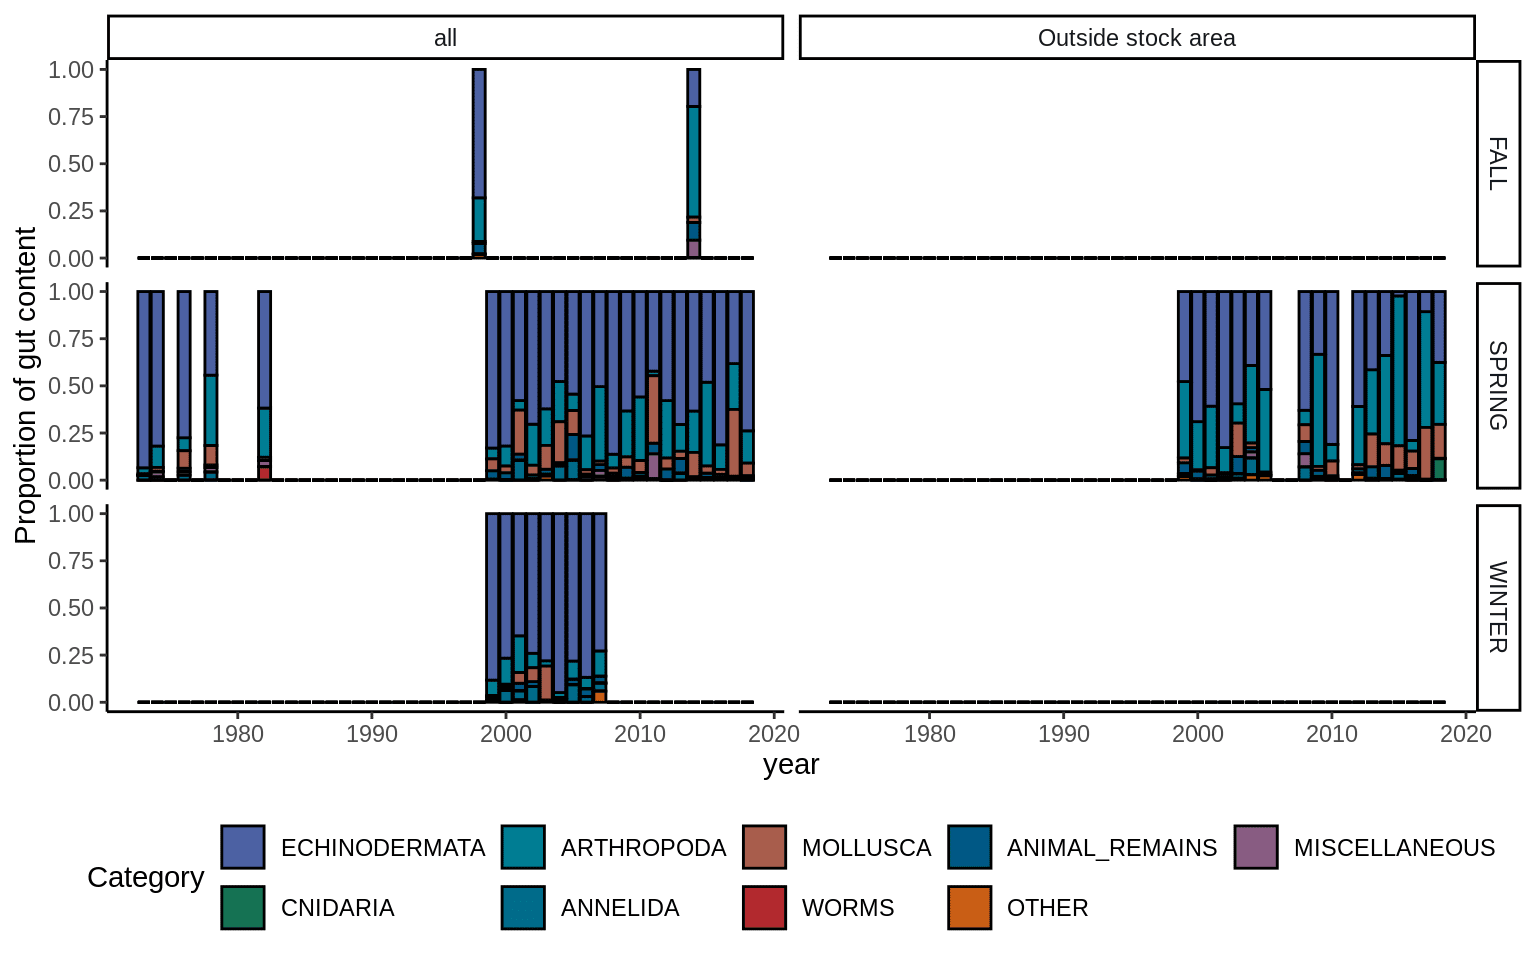 all
Outside stock area
1.00
0.75
0.50
0.25
0.00
FALL
1.00
0.75
0.50
0.25
0.00
SPRING
1.00
0.75
0.50
0.25
0.00
WINTER
Proportion of gut content
1980 1990 2000 2010 2020
1980 1990 2000 2010 2020
year
Category
ECHINODERMATA ARTHROPODA MOLLUSCA ANIMAL_REMAINS MISCELLANEOUS
CNIDARIA ANNELIDA WORMS OTHER